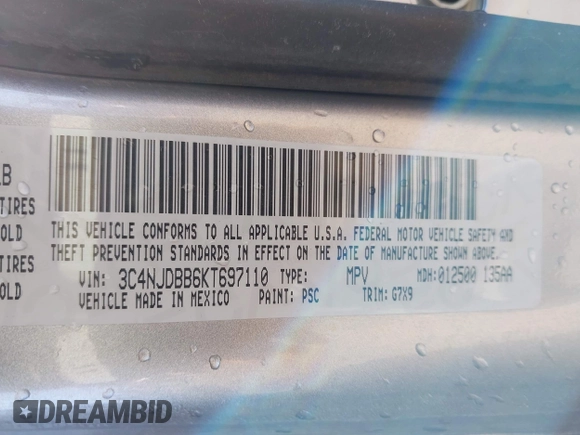 LB
TIRES
OLD
TIRES
OLD
THIS VEHICLE CONFORMS TO ALL APPLICABLE U.S.A. FEDERAL MOTOR VEHICLE SAFETY AND
THEFT PREVENTION STANDARDS IN EFFECT ON THE DATE OF MANUFACTURE SHOWN ABOVE.
VIN: 3C4NJDBB6KT697110 TYPE: MPV MDH: 012500 135AA
VEHICLE MADE IN MEXICO PAINT: PSC TRIM: G7X9
DREAMBID